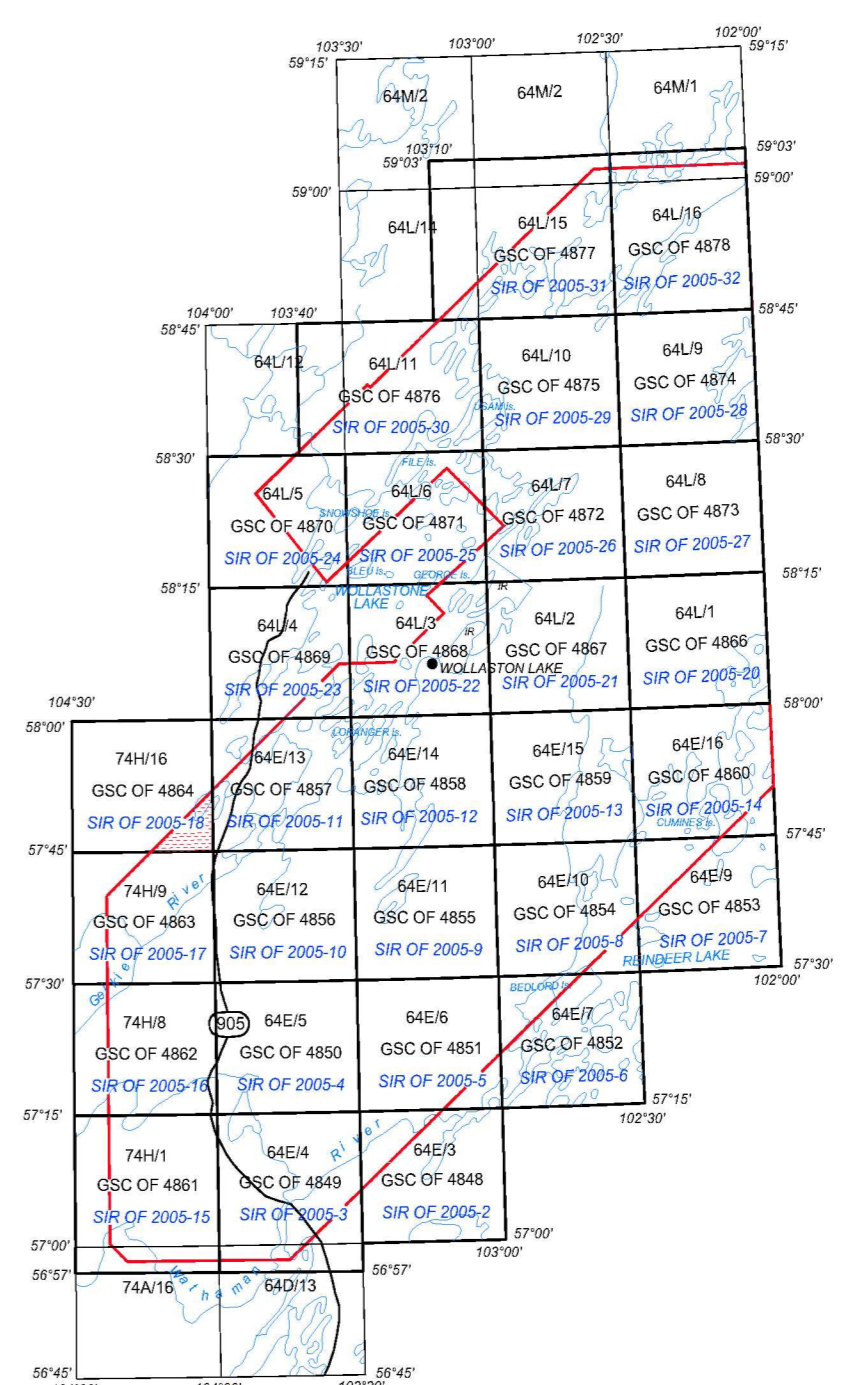 102°00'
102°30'
103°00'
103°30'
59°15'
59°15'
64M/2
64M/2
64M/1
103°10'
59°03'
59°03'
59°00'
59°00'
64L/14
64L/15
GSC OF 4877
SIR OF 2005-31
64L/16
GSC OF 4878
SIR OF 2005-32
104°00'
103°40'
58°45'
58°45'
64L/12
64L/11
GSC OF 4876
SIR OF 2005-30
64L/10
GSC OF 4875
USAM Is.
SIR OF 2005-29
64L/9
GSC OF 4874
SIR OF 2005-28
58°30'
58°30'
FILE Is.
64L/5
GSC OF 4870
SIR OF 2005-24
64L/6
SNOWSHOE Is.
GSC OF 4871
SIR OF 2005-25
64L/7
GSC OF 4872
SIR OF 2005-26
64L/8
GSC OF 4873
SIR OF 2005-27
BLEU Is.
GEORGE Is.
58°15'
58°15'
WOLLASTONE
LAKE
IR
64L/4
GSC OF 4869
SIR OF 2005-23
64L/3
IR
GSC OF 4868
WOLLASTON LAKE
SIR OF 2005-22
64L/2
GSC OF 4867
SIR OF 2005-21
64L/1
GSC OF 4866
SIR OF 2005-20
104°30'
58°00'
58°00'
LORANGER Is.
74H/16
GSC OF 4864
SIR OF 2005-18
64E/13
GSC OF 4857
SIR OF 2005-11
64E/14
GSC OF 4858
SIR OF 2005-12
64E/15
GSC OF 4859
SIR OF 2005-13
64E/16
GSC OF 4860
SIR OF 2005-14
CUMINES Is.
57°45'
57°45'
74H/9
River
GSC OF 4863
SIR OF 2005-17
64E/12
GSC OF 4856
SIR OF 2005-10
64E/11
GSC OF 4855
SIR OF 2005-9
64E/10
GSC OF 4854
SIR OF 2005-8
64E/9
GSC OF 4853
SIR OF 2005-7
REINDEER LAKE
57°30'
57°30'
102°00'
BEDLORD Is.
74H/8
GSC OF 4862
SIR OF 2005-16
905
64E/5
GSC OF 4850
SIR OF 2005-4
64E/6
GSC OF 4851
SIR OF 2005-5
64E/7
GSC OF 4852
SIR OF 2005-6
57°15'
57°15'
102°30'
River
74H/1
GSC OF 4861
SIR OF 2005-15
64E/4
GSC OF 4849
SIR OF 2005-3
64E/3
GSC OF 4848
SIR OF 2005-2
57°00'
57°00'
103°00'
56°57'
56°57'
Wathaman
74A/16
64D/13
56°45'
56°45'